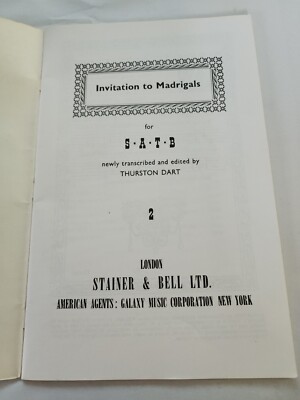 Invitation to Madrigals
for
S·A·T·B
newly transcribed and edited by
THURSTON DART
2
LONDON
STAINER & BELL LTD.
AMERICAN AGENTS: GALAXY MUSIC CORPORATION NEW YORK